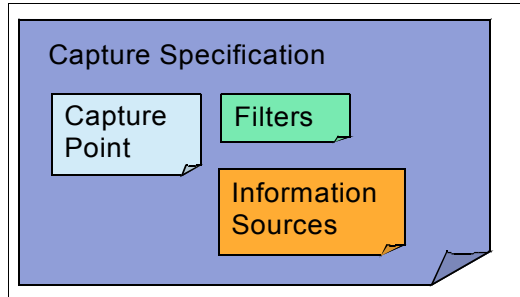 Capture Specification
Capture
Point
Filters
Information
Sources